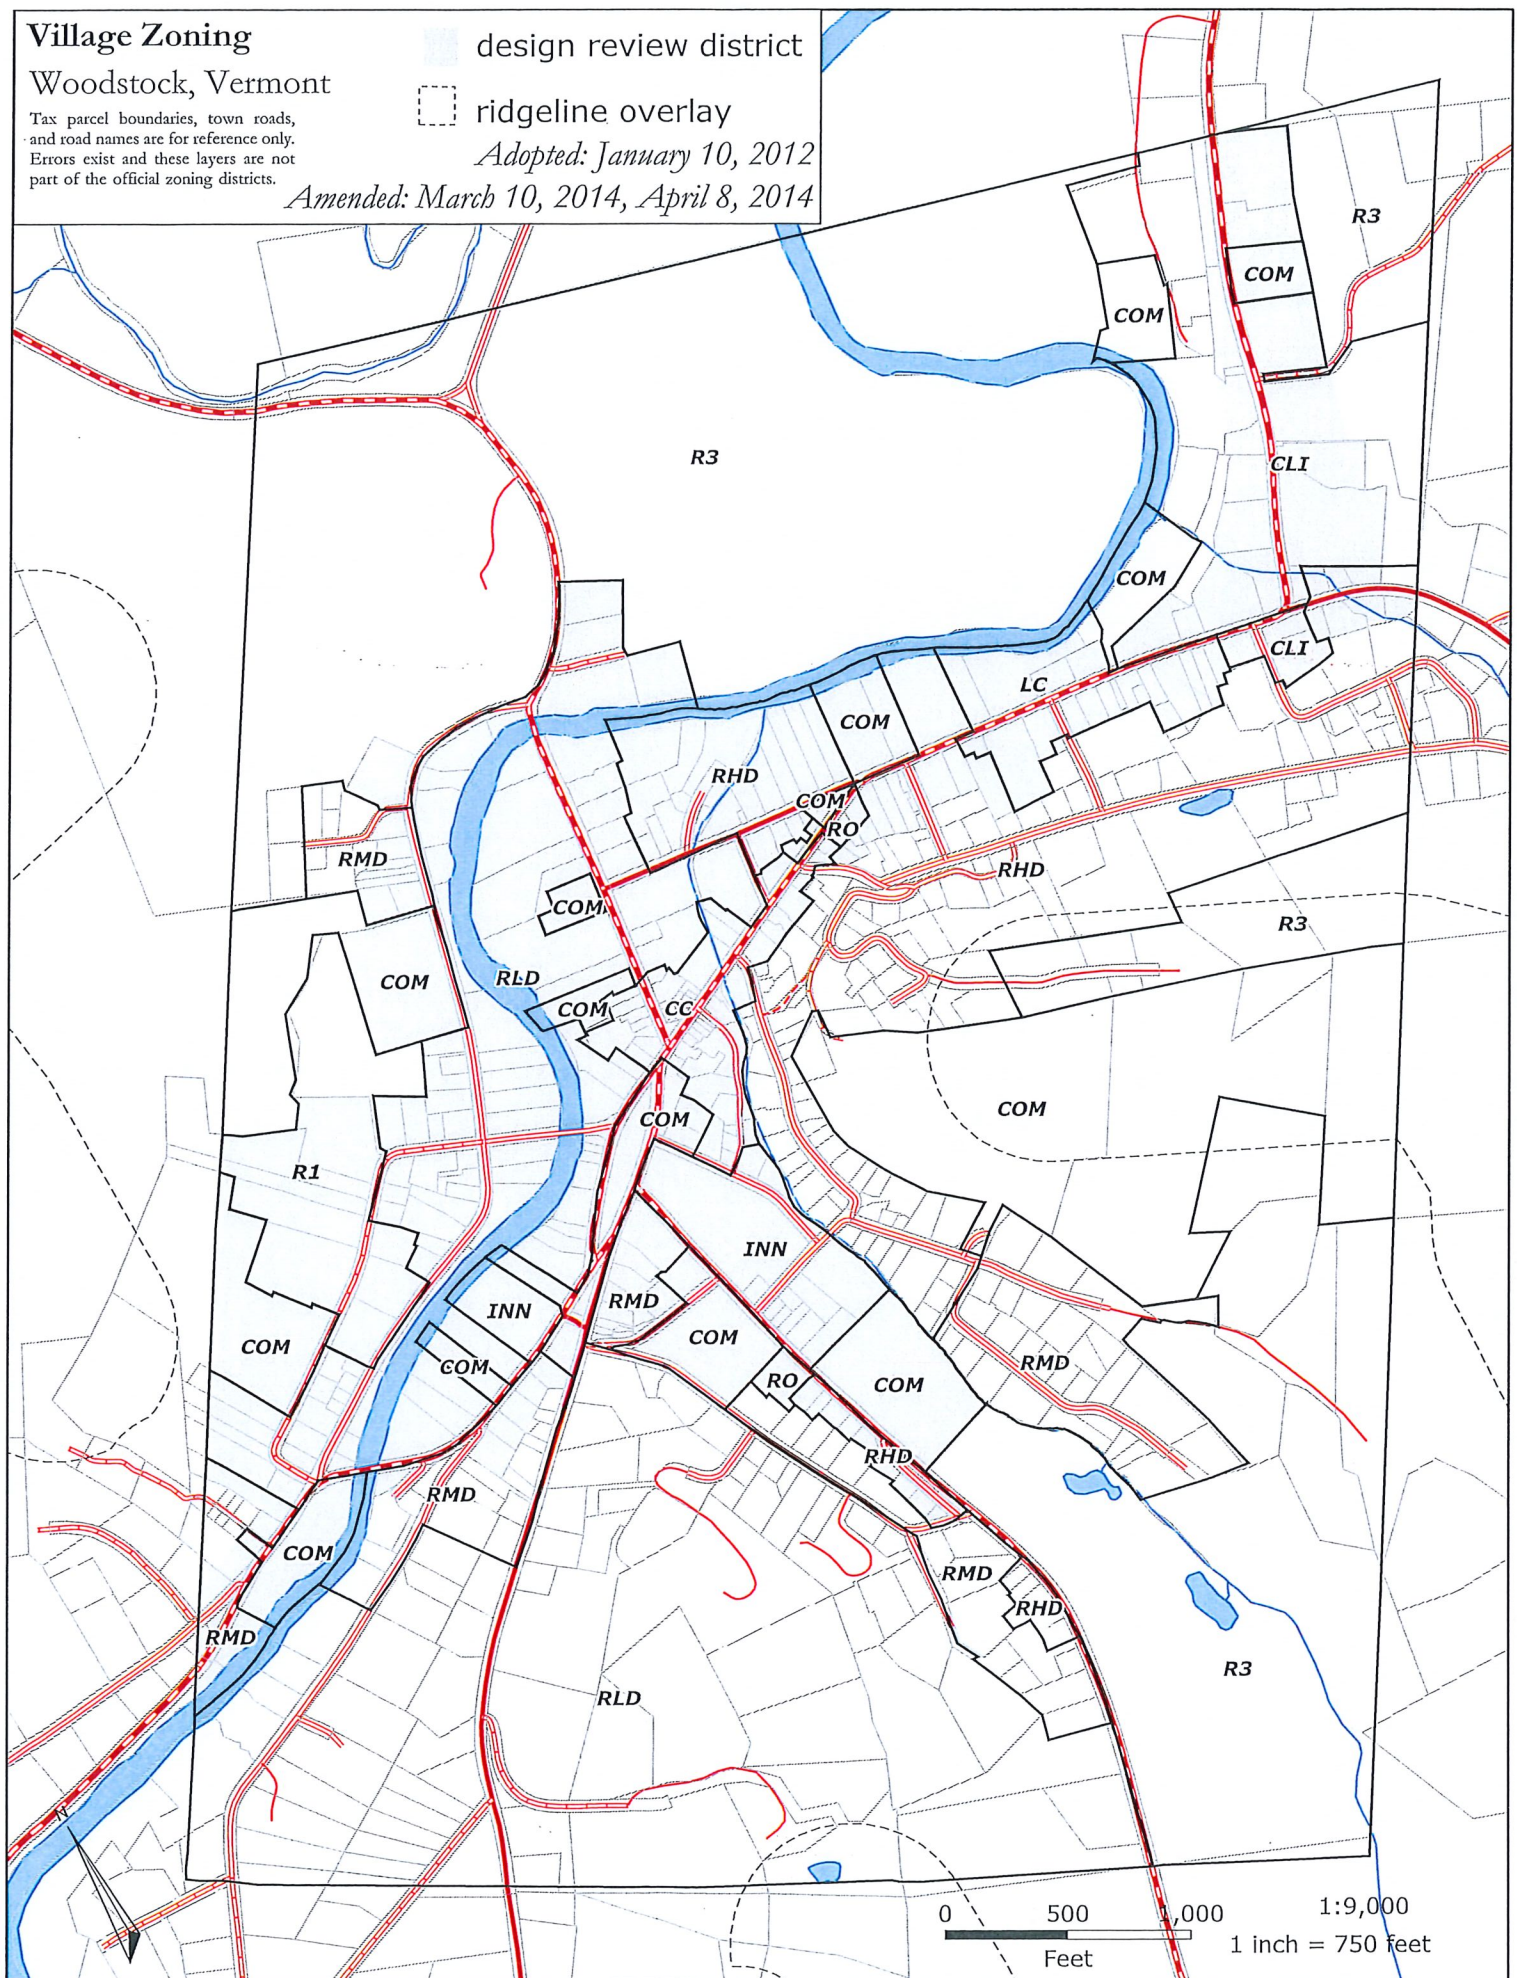 Village Zoning
Woodstock, Vermont
Tax parcel boundaries, town roads,
and road names are for reference only.
Errors exist and these layers are not
part of the official zoning districts.
design review district
ridgeline overlay
Adopted: January 10, 2012
Amended: March 10, 2014, April 8, 2014
R3
COM
COM
R3
CLI
COM
CLI
LC
COM
RHD
COM
RO
RMD
RHD
COM
R3
RLD
COM
COM
CC
COM
COM
R1
INN
INN
RMD
COM
COM
COM
RMD
RO
COM
RHD
RMD
COM
RMD
RHD
RMD
R3
RLD
N
0 500 1,000
Feet
1:9,000
1 inch = 750 feet